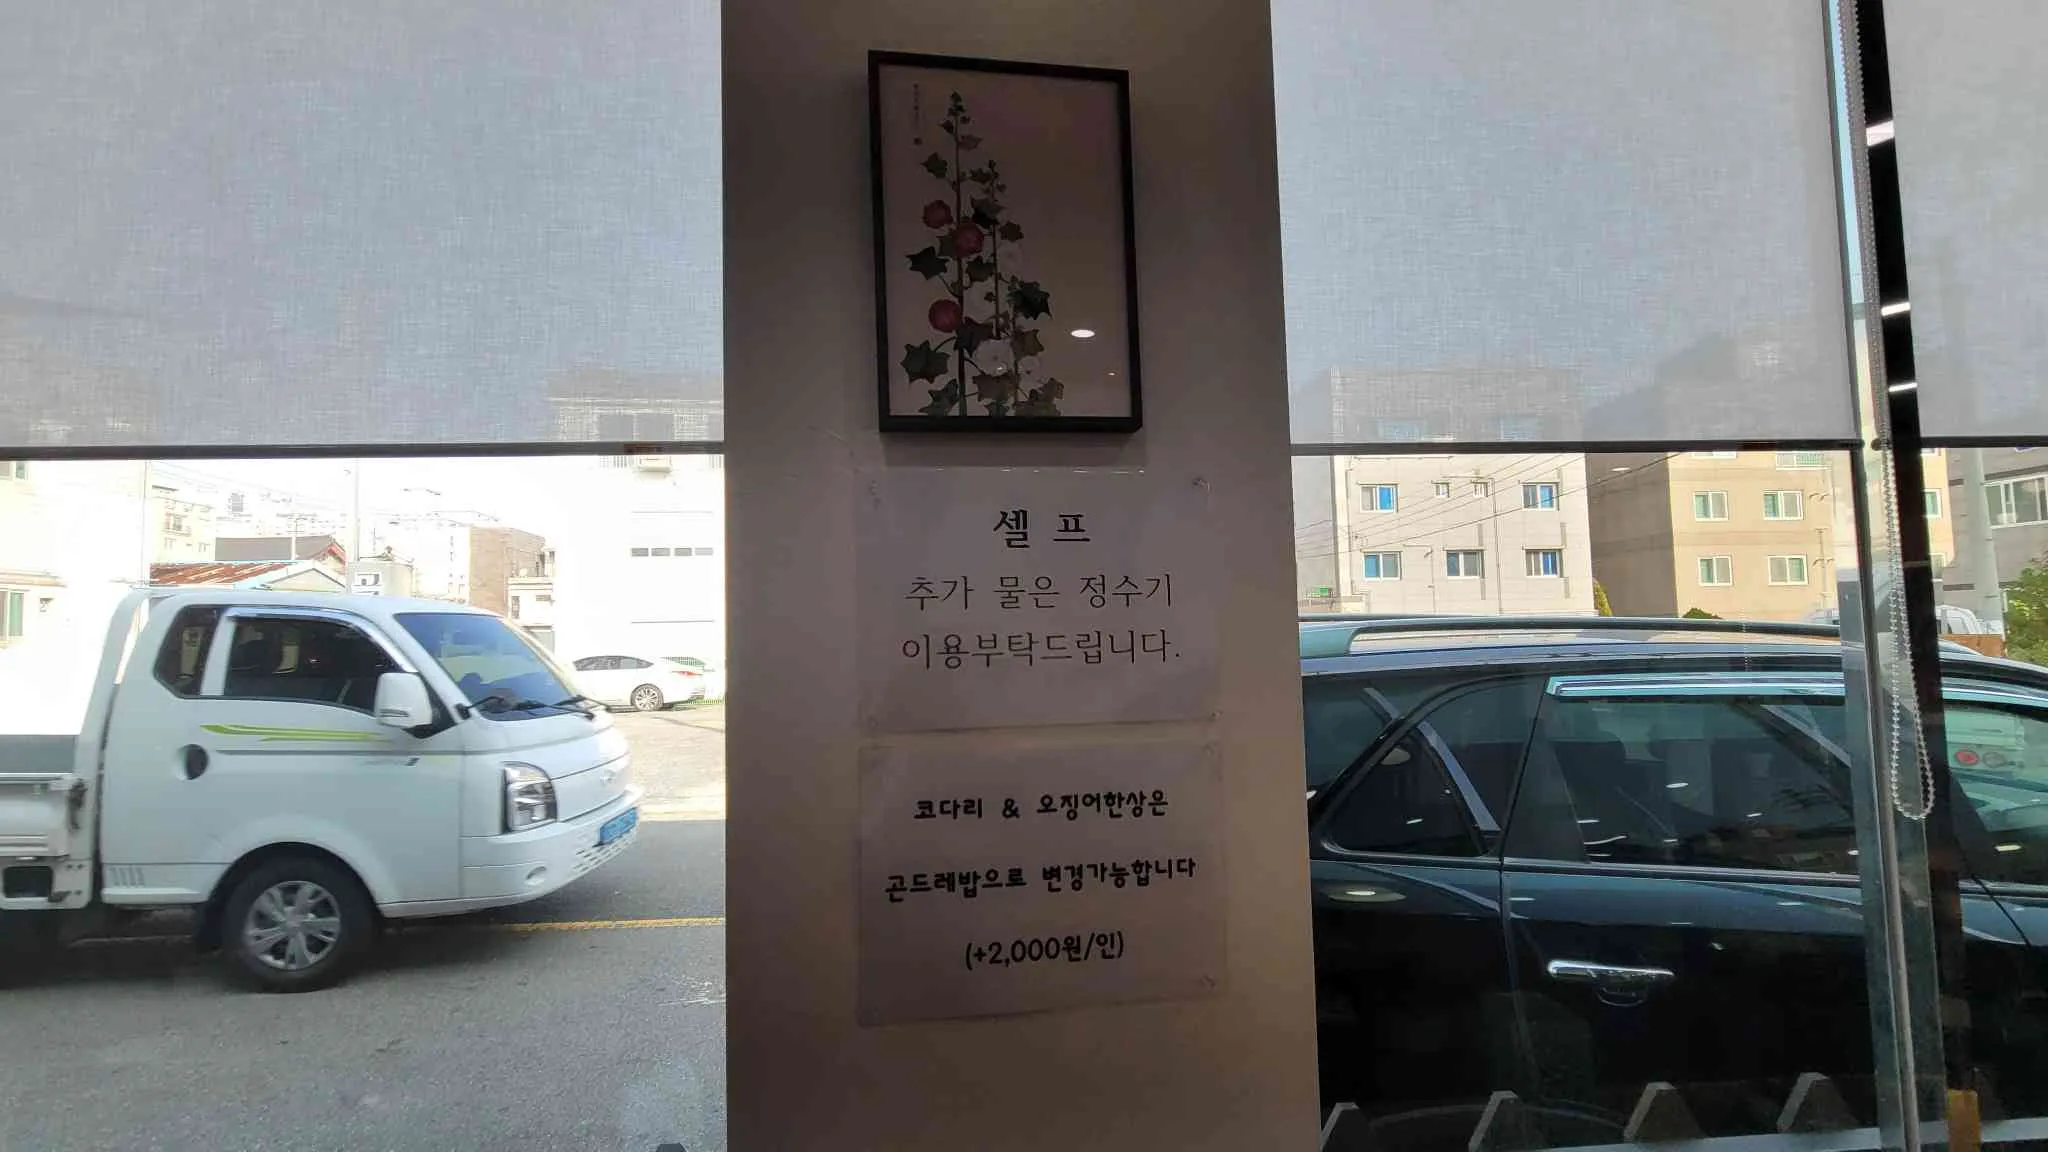 셀 프
추가 물은 정수기
이용부탁드립니다.
코다리 & 오징어한상은
곤드레밥으로 변경가능합니다
(+2,000원/인)